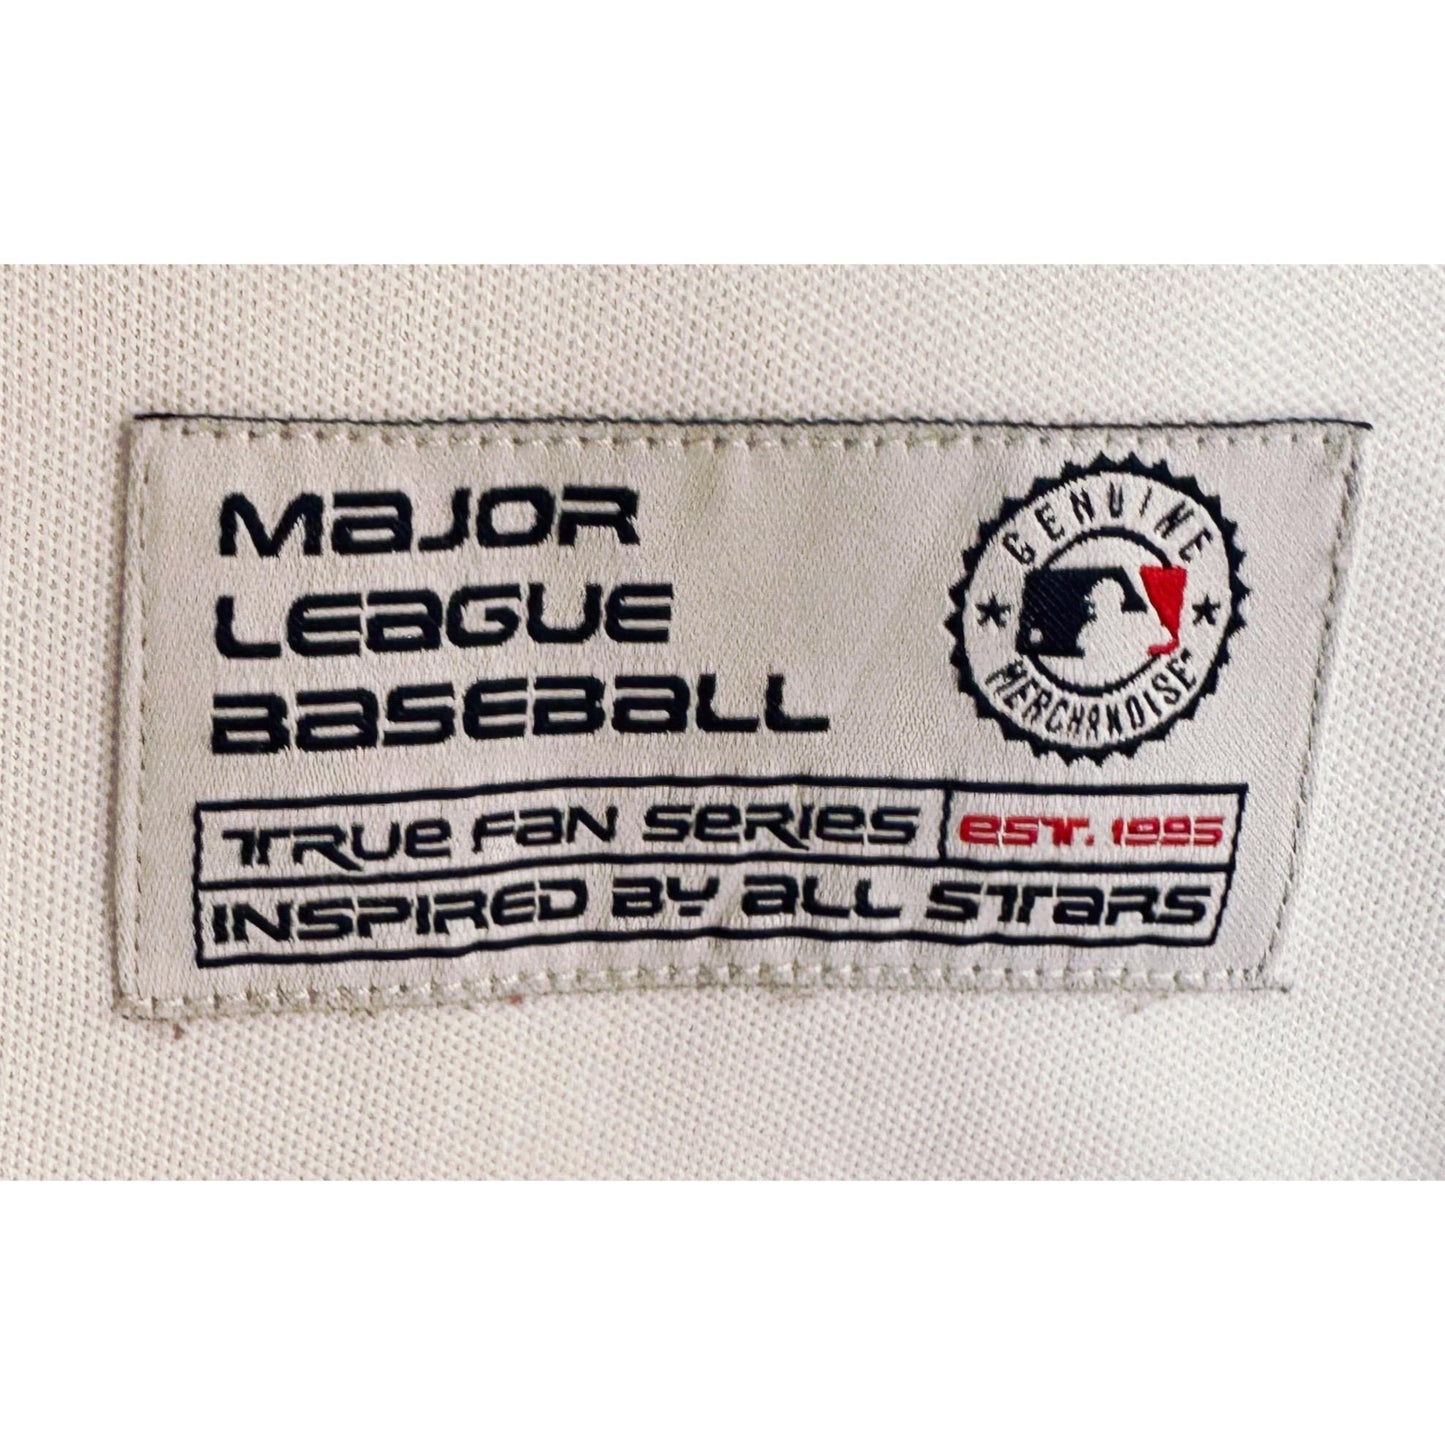 MaJOR
LEaGUE
BaSEBaLL
GENUINE
MERCHANDISE
TRUe FaN SeRIeS
eST. 1995
INSPIRED BY aLL STaRS